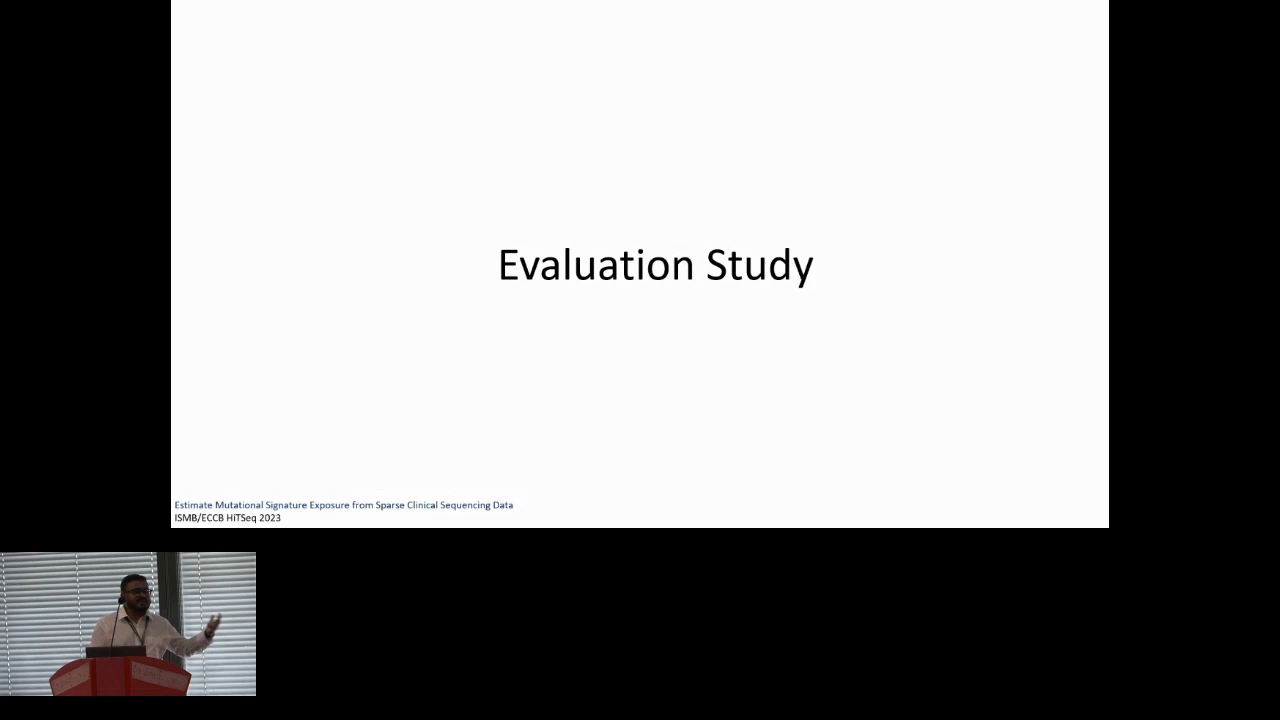 Evaluation Study
Estimate Mutational Signature Exposure from Sparse Clinical Sequencing Data
ISMB/ECCB HiTSeq 2023